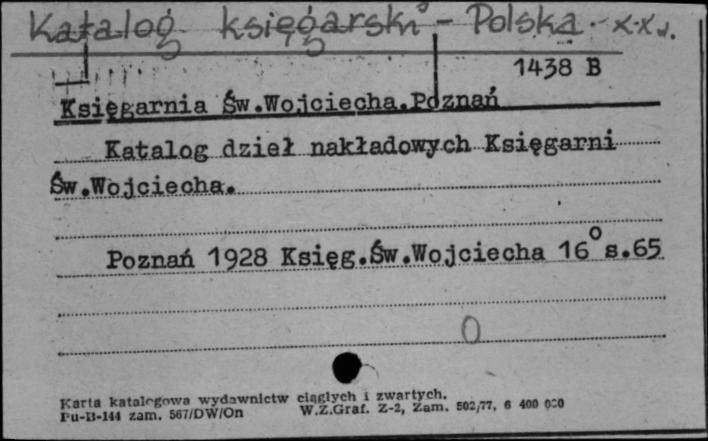 Katalog księgarski - Polska - XX w.
1438 B
Księgarnia Św.Wojciecha.Poznań
Katalog dzieł nakładowych Księgarni
Św.Wojciecha.
Poznań 1928 Księg.Św.Wojciecha 16° s.65
0
Karta katalogowa wydawnictw ciągłych i zwartych.
Pu-B-144 zam. 567/DW/On W.Z.Graf. Z-2, Zam. 502/77, 6 400 000